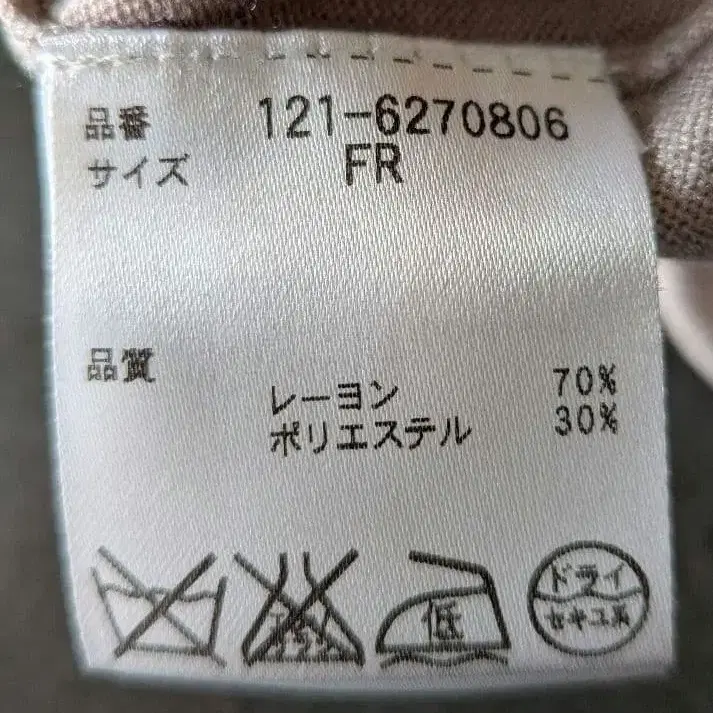 品番 121-6270806
サイズ FR
品質
レーヨン 70%
ポリエステル 30%
低
ドライ
セキユ系